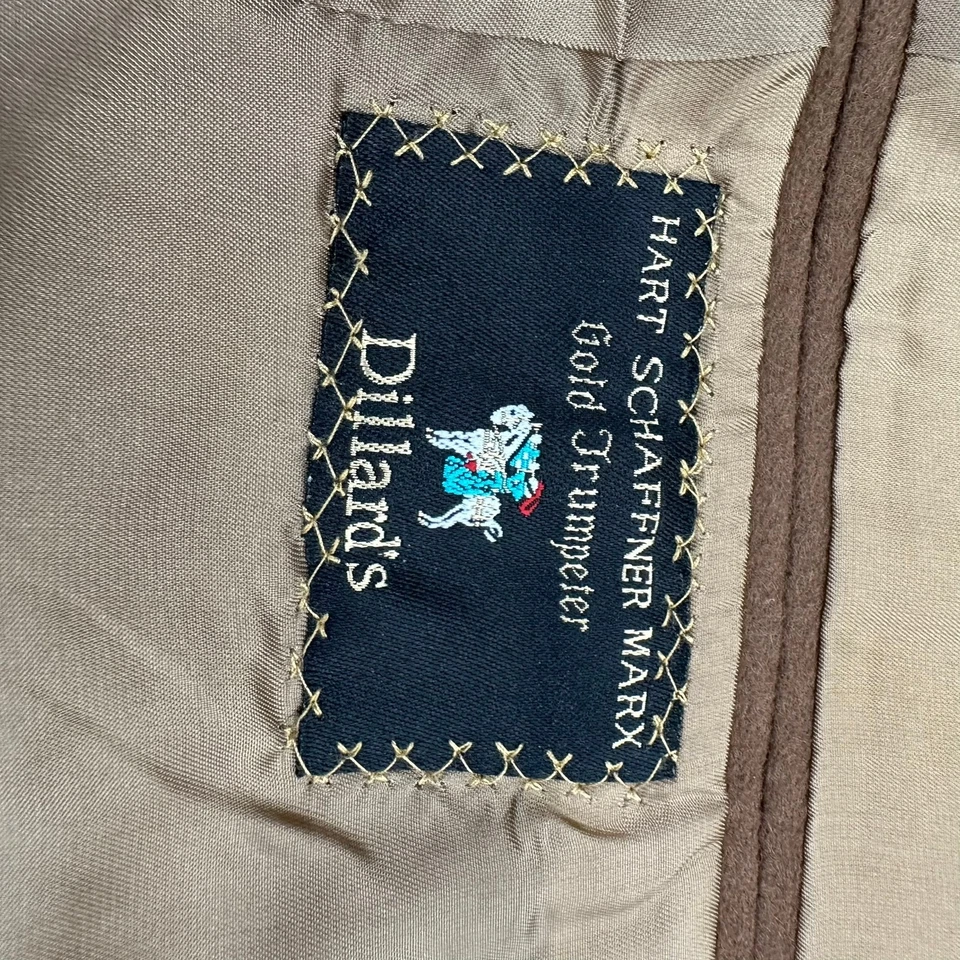 HART SCHAFFNER MARX
Gold Trumpeter
Dillard's